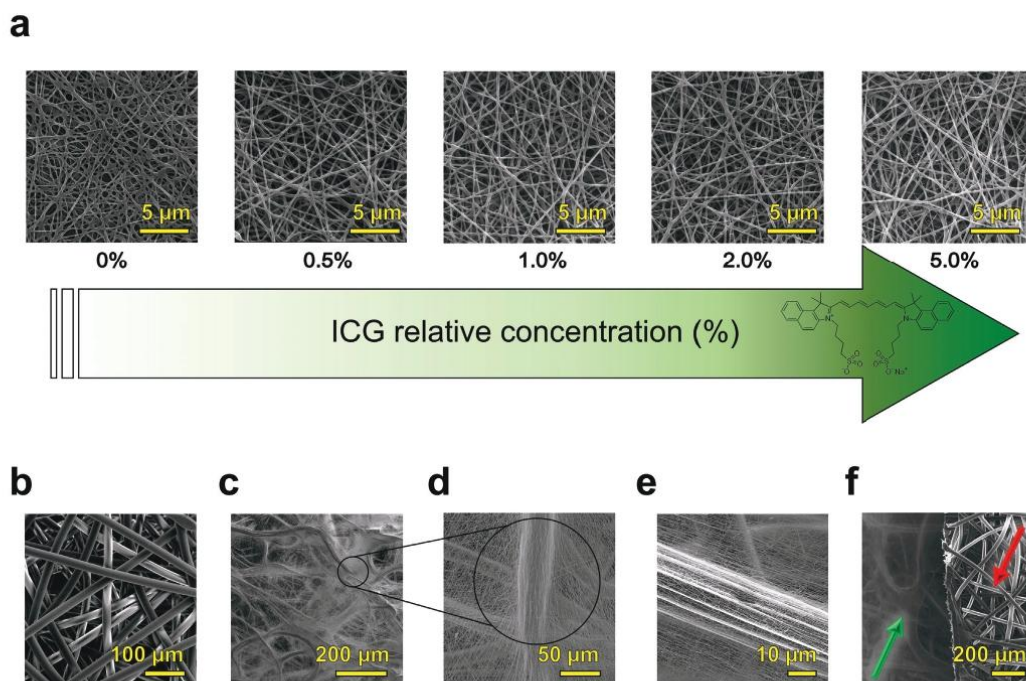 a
5 µm
5 µm
5 µm
5 µm
5 µm
0%
0.5%
1.0%
2.0%
5.0%
ICG relative concentration (%)
b
c
d
e
f
100 µm
200 µm
50 µm
10 µm
200 µm